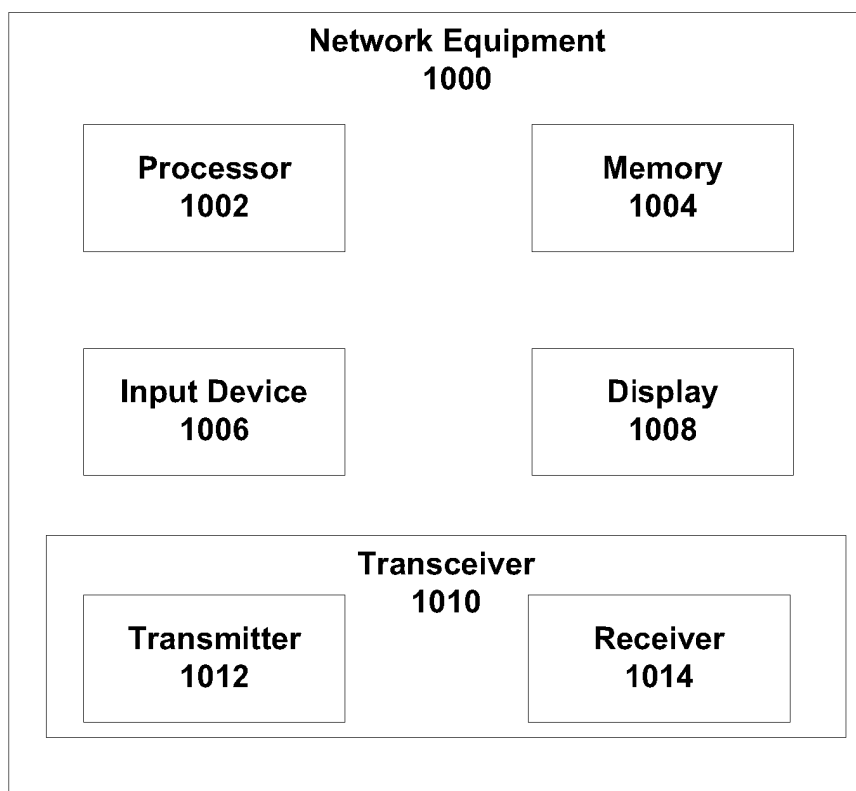 Network Equipment
1000
Processor
1002
Memory
1004
Input Device
1006
Display
1008
Transceiver
1010
Transmitter
1012
Receiver
1014